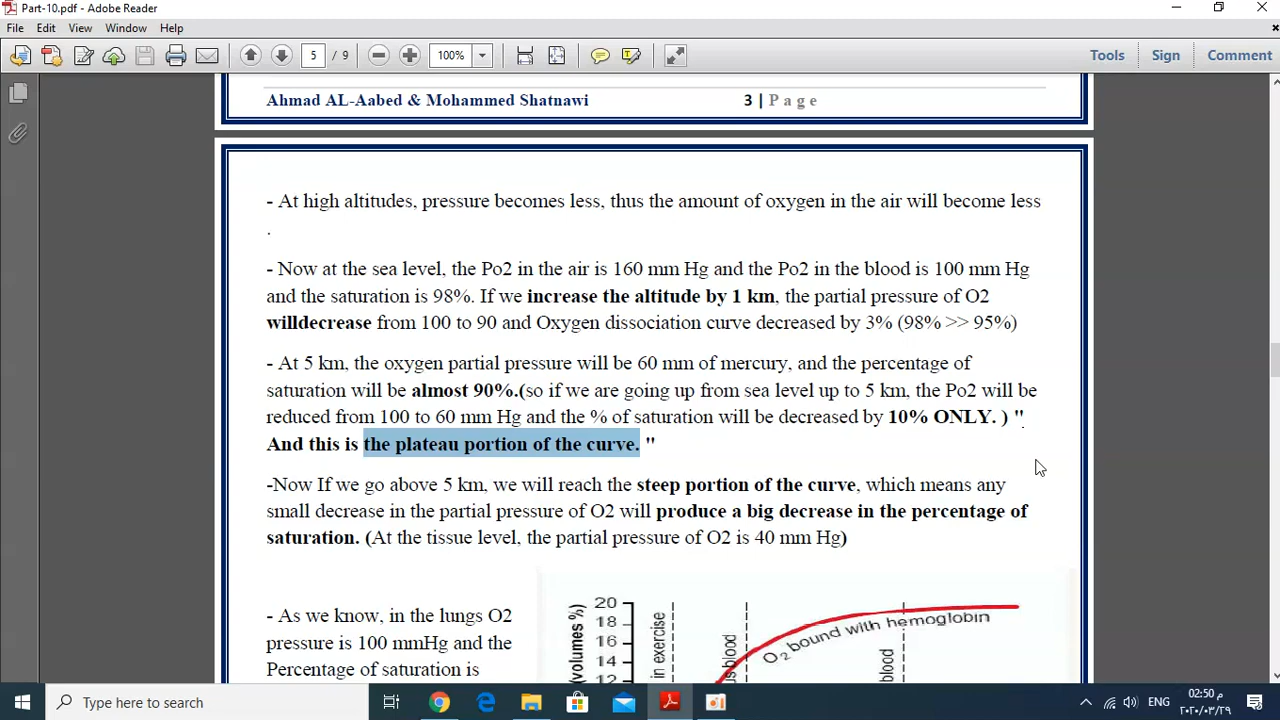 Part-10.pdf - Adobe Reader
File Edit View Window Help
5 / 9 100% Tools Sign Comment
Ahmad AL-Aabed & Mohammed Shatnawi 3 | P a g e
- At high altitudes, pressure becomes less, thus the amount of oxygen in the air will become less
.
- Now at the sea level, the Po2 in the air is 160 mm Hg and the Po2 in the blood is 100 mm Hg
and the saturation is 98%. If we increase the altitude by 1 km, the partial pressure of O2
willdecrease from 100 to 90 and Oxygen dissociation curve decreased by 3% (98% >> 95%)
- At 5 km, the oxygen partial pressure will be 60 mm of mercury, and the percentage of
saturation will be almost 90%.(so if we are going up from sea level up to 5 km, the Po2 will be
reduced from 100 to 60 mm Hg and the % of saturation will be decreased by 10% ONLY. ) "
And this is the plateau portion of the curve. "
-Now If we go above 5 km, we will reach the steep portion of the curve, which means any
small decrease in the partial pressure of O2 will produce a big decrease in the percentage of
saturation. (At the tissue level, the partial pressure of O2 is 40 mm Hg)
- As we know, in the lungs O2
pressure is 100 mmHg and the
Percentage of saturation is
(volumes %)
20
18
16
14
12
in exercise
blood
O2 bound with hemoglobin
blood
Type here to search
ENG
02:50 م
٢٠٢٠/٠٣/٢٩